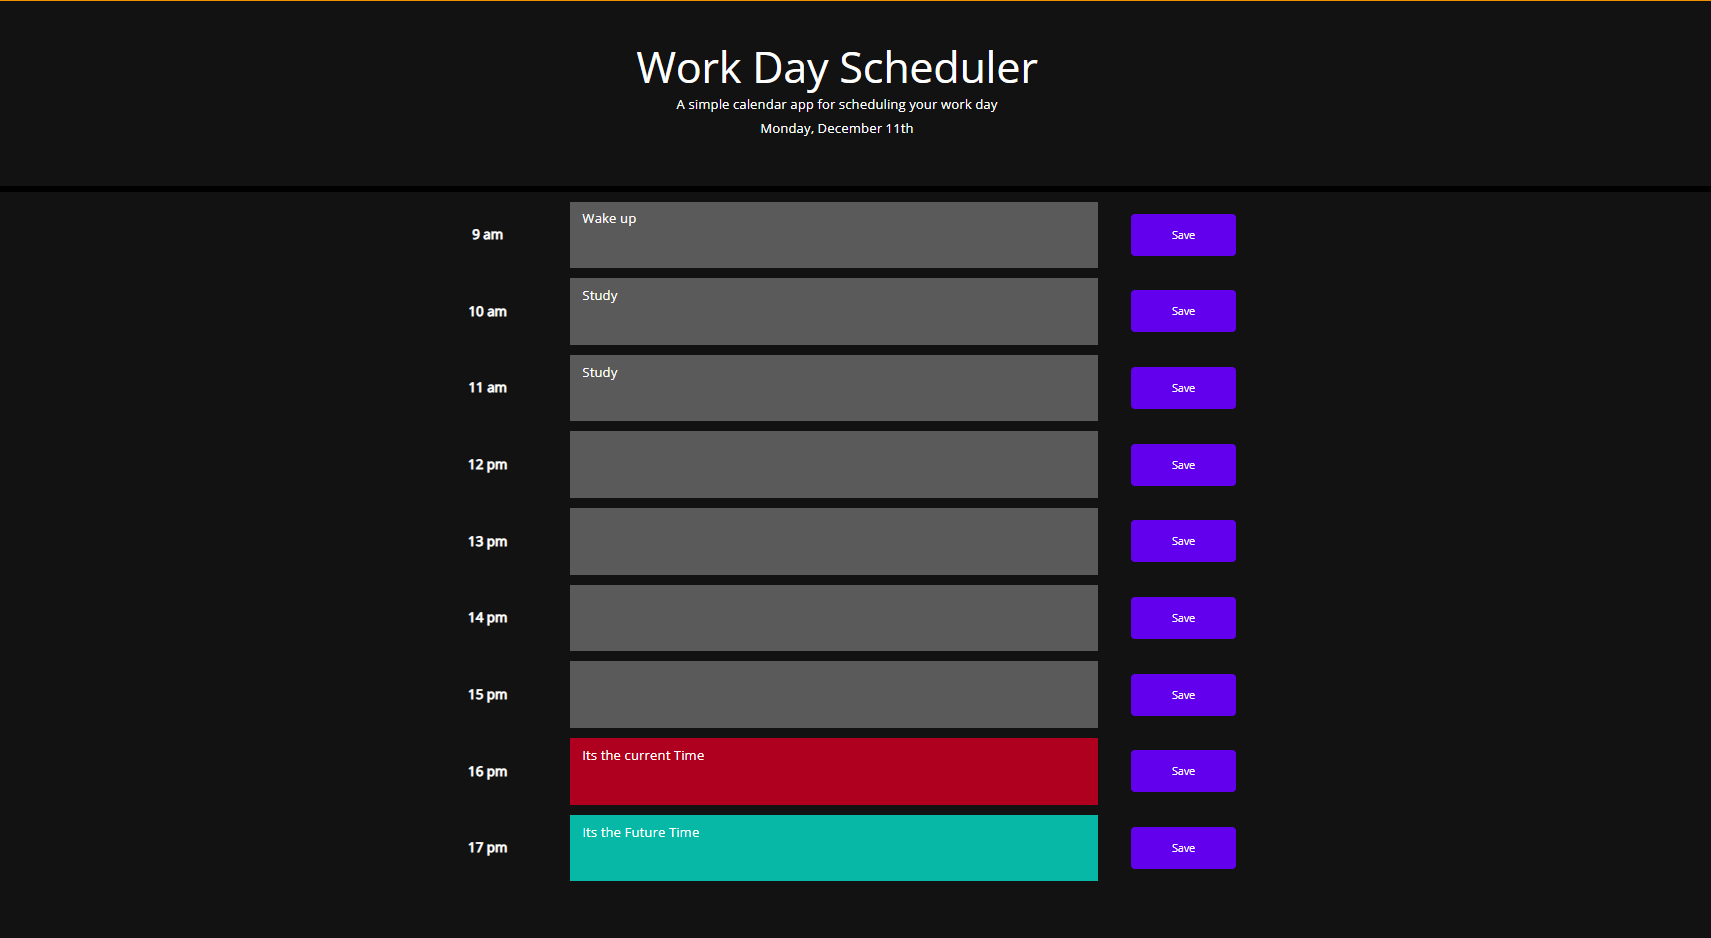 Work Day Scheduler
A simple calendar app for scheduling your work day
Monday, December 11th
9 am
Wake up
Save
10 am
Study
Save
11 am
Study
Save
12 pm
Save
13 pm
Save
14 pm
Save
15 pm
Save
16 pm
Its the current Time
Save
17 pm
Its the Future Time
Save